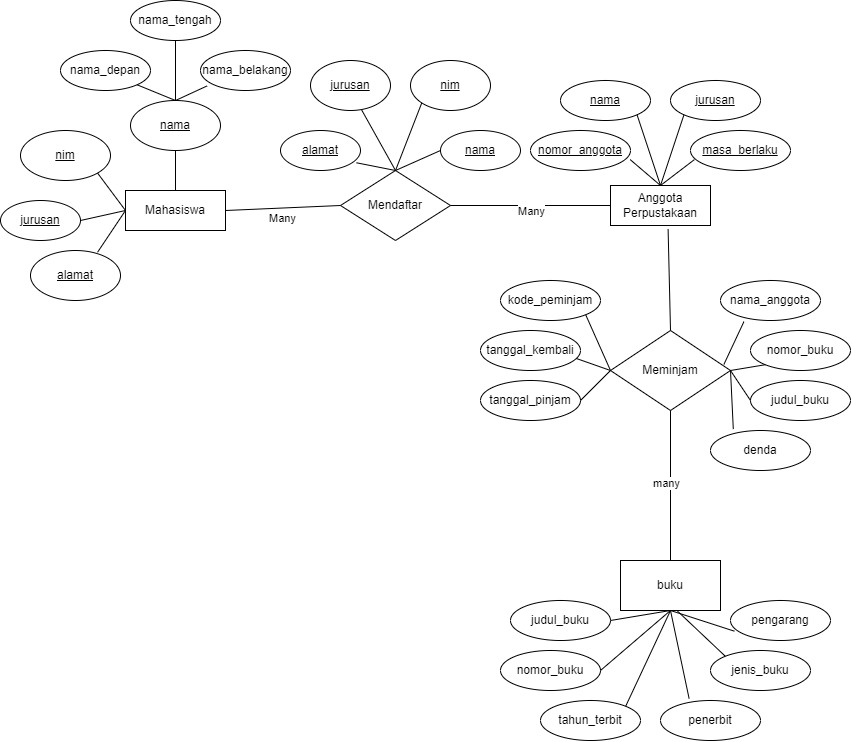 nama_tengah
nama_depan
nama_belakang
nama
nim
jurusan
alamat
Mahasiswa
Many
jurusan
nim
alamat
nama
Mendaftar
Many
nama
jurusan
nomor_anggota
masa_berlaku
Anggota
Perpustakaan
kode_peminjam
nama_anggota
tanggal_kembali
nomor_buku
Meminjam
tanggal_pinjam
judul_buku
denda
many
buku
judul_buku
pengarang
nomor_buku
jenis_buku
tahun_terbit
penerbit